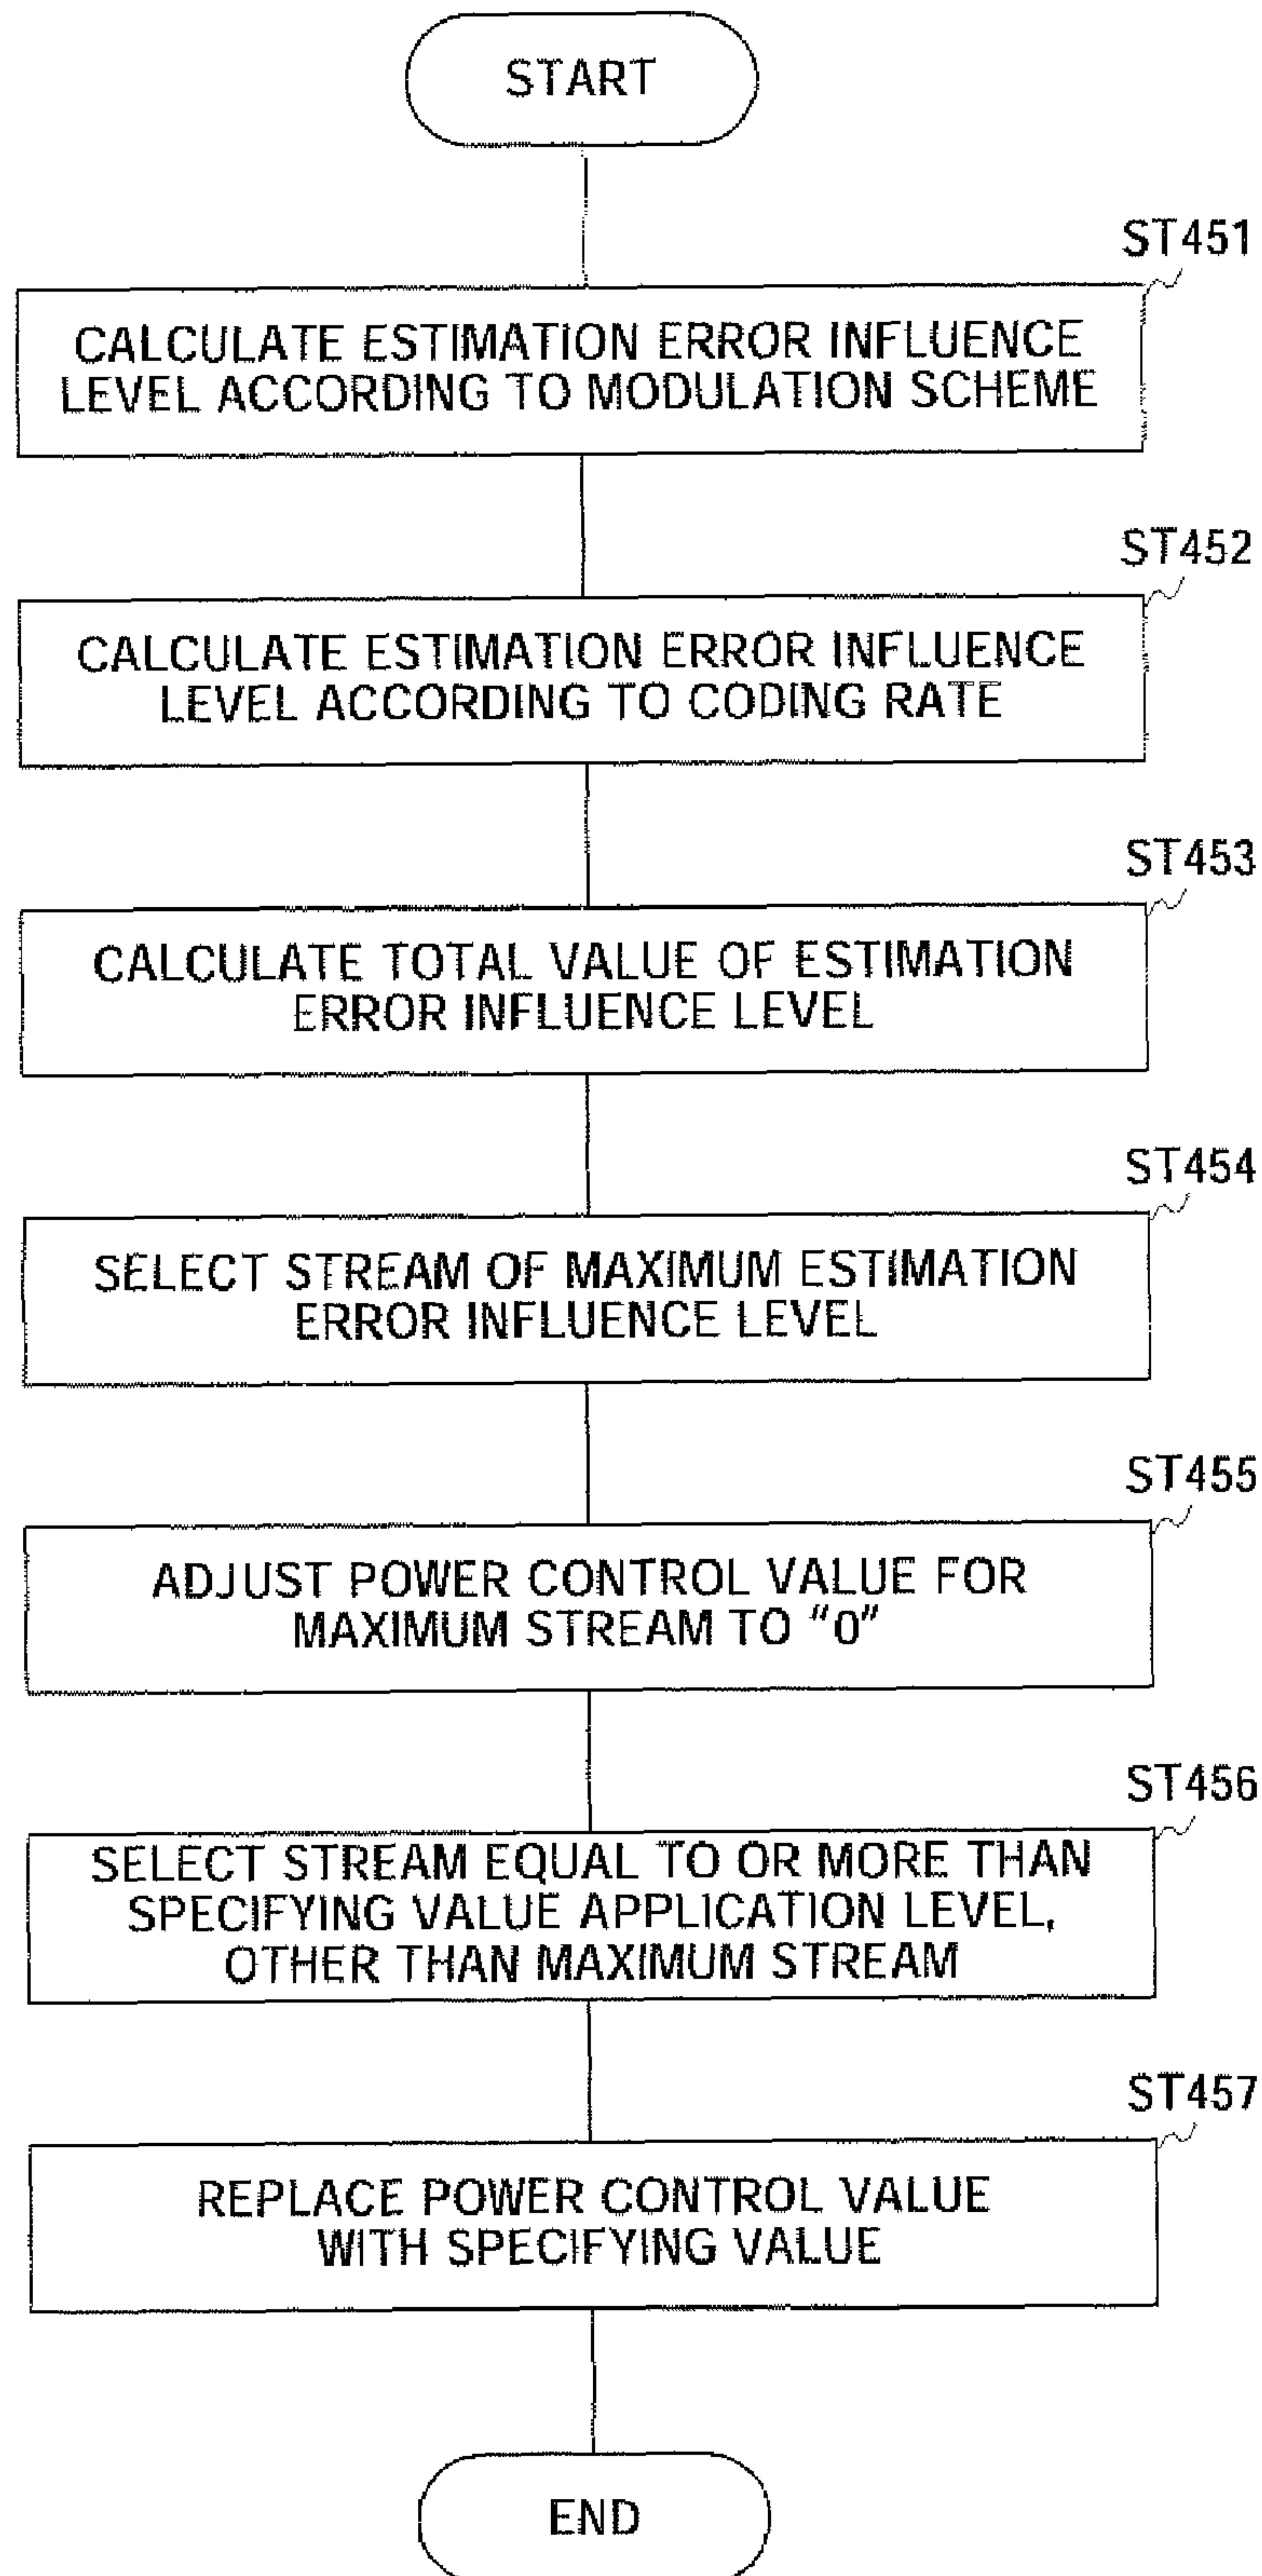 START
ST451
CALCULATE ESTIMATION ERROR INFLUENCE
LEVEL ACCORDING TO MODULATION SCHEME
ST452
CALCULATE ESTIMATION ERROR INFLUENCE
LEVEL ACCORDING TO CODING RATE
ST453
CALCULATE TOTAL VALUE OF ESTIMATION
ERROR INFLUENCE LEVEL
ST454
SELECT STREAM OF MAXIMUM ESTIMATION
ERROR INFLUENCE LEVEL
ST455
ADJUST POWER CONTROL VALUE FOR
MAXIMUM STREAM TO “0”
ST456
SELECT STREAM EQUAL TO OR MORE THAN
SPECIFYING VALUE APPLICATION LEVEL,
OTHER THAN MAXIMUM STREAM
ST457
REPLACE POWER CONTROL VALUE
WITH SPECIFYING VALUE
END